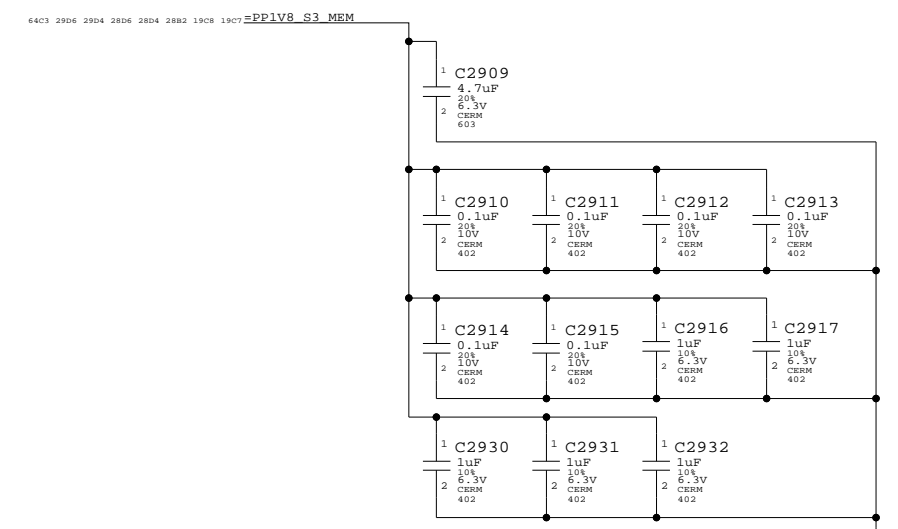 64C3 29D6 29D4 28D6 28D4 28B2 19C8 19C7 =PP1V8_S3_MEM
1 C2909
4.7uF
20%
6.3V
2 CERM
603
1 C2910 1 C2911 1 C2912 1 C2913
0.1uF 0.1uF 0.1uF 0.1uF
20% 20% 20% 20%
10V 10V 10V 10V
2 CERM 2 CERM 2 CERM 2 CERM
402 402 402 402
1 C2914 1 C2915 1 C2916 1 C2917
0.1uF 0.1uF 1uF 1uF
20% 20% 10% 10%
10V 10V 6.3V 6.3V
2 CERM 2 CERM 2 CERM 2 CERM
402 402 402 402
1 C2930 1 C2931 1 C2932
1uF 1uF 1uF
10% 10% 10%
6.3V 6.3V 6.3V
2 CERM 2 CERM 2 CERM
402 402 402